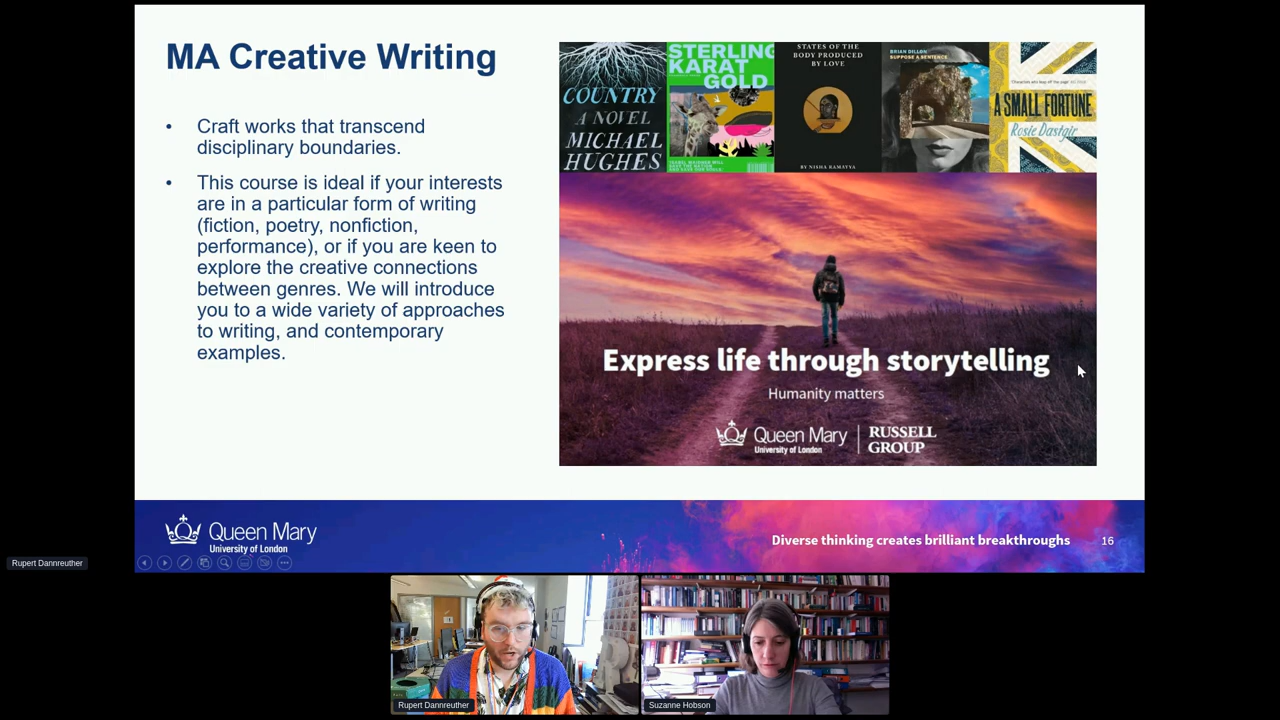 MA Creative Writing
• Craft works that transcend
disciplinary boundaries.
• This course is ideal if your interests
are in a particular form of writing
(fiction, poetry, nonfiction,
performance), or if you are keen to
explore the creative connections
between genres. We will introduce
you to a wide variety of approaches
to writing, and contemporary
examples.
COUNTRY
A NOVEL
MICHAEL
HUGHES
STERLING
KARAT
GOLD
STATES OF THE
BODY PRODUCED
BY LOVE
BY NISHA RAMAYYA
BRIAN DILLON
SUPPOSE A SENTENCE
A SMALL FORTUNE
Rosie Dastgir
Express life through storytelling
Humanity matters
Queen Mary
University of London
RUSSELL
GROUP
Queen Mary
University of London
Diverse thinking creates brilliant breakthroughs
16
Rupert Dannreuther
Rupert Dannreuther
Suzanne Hobson